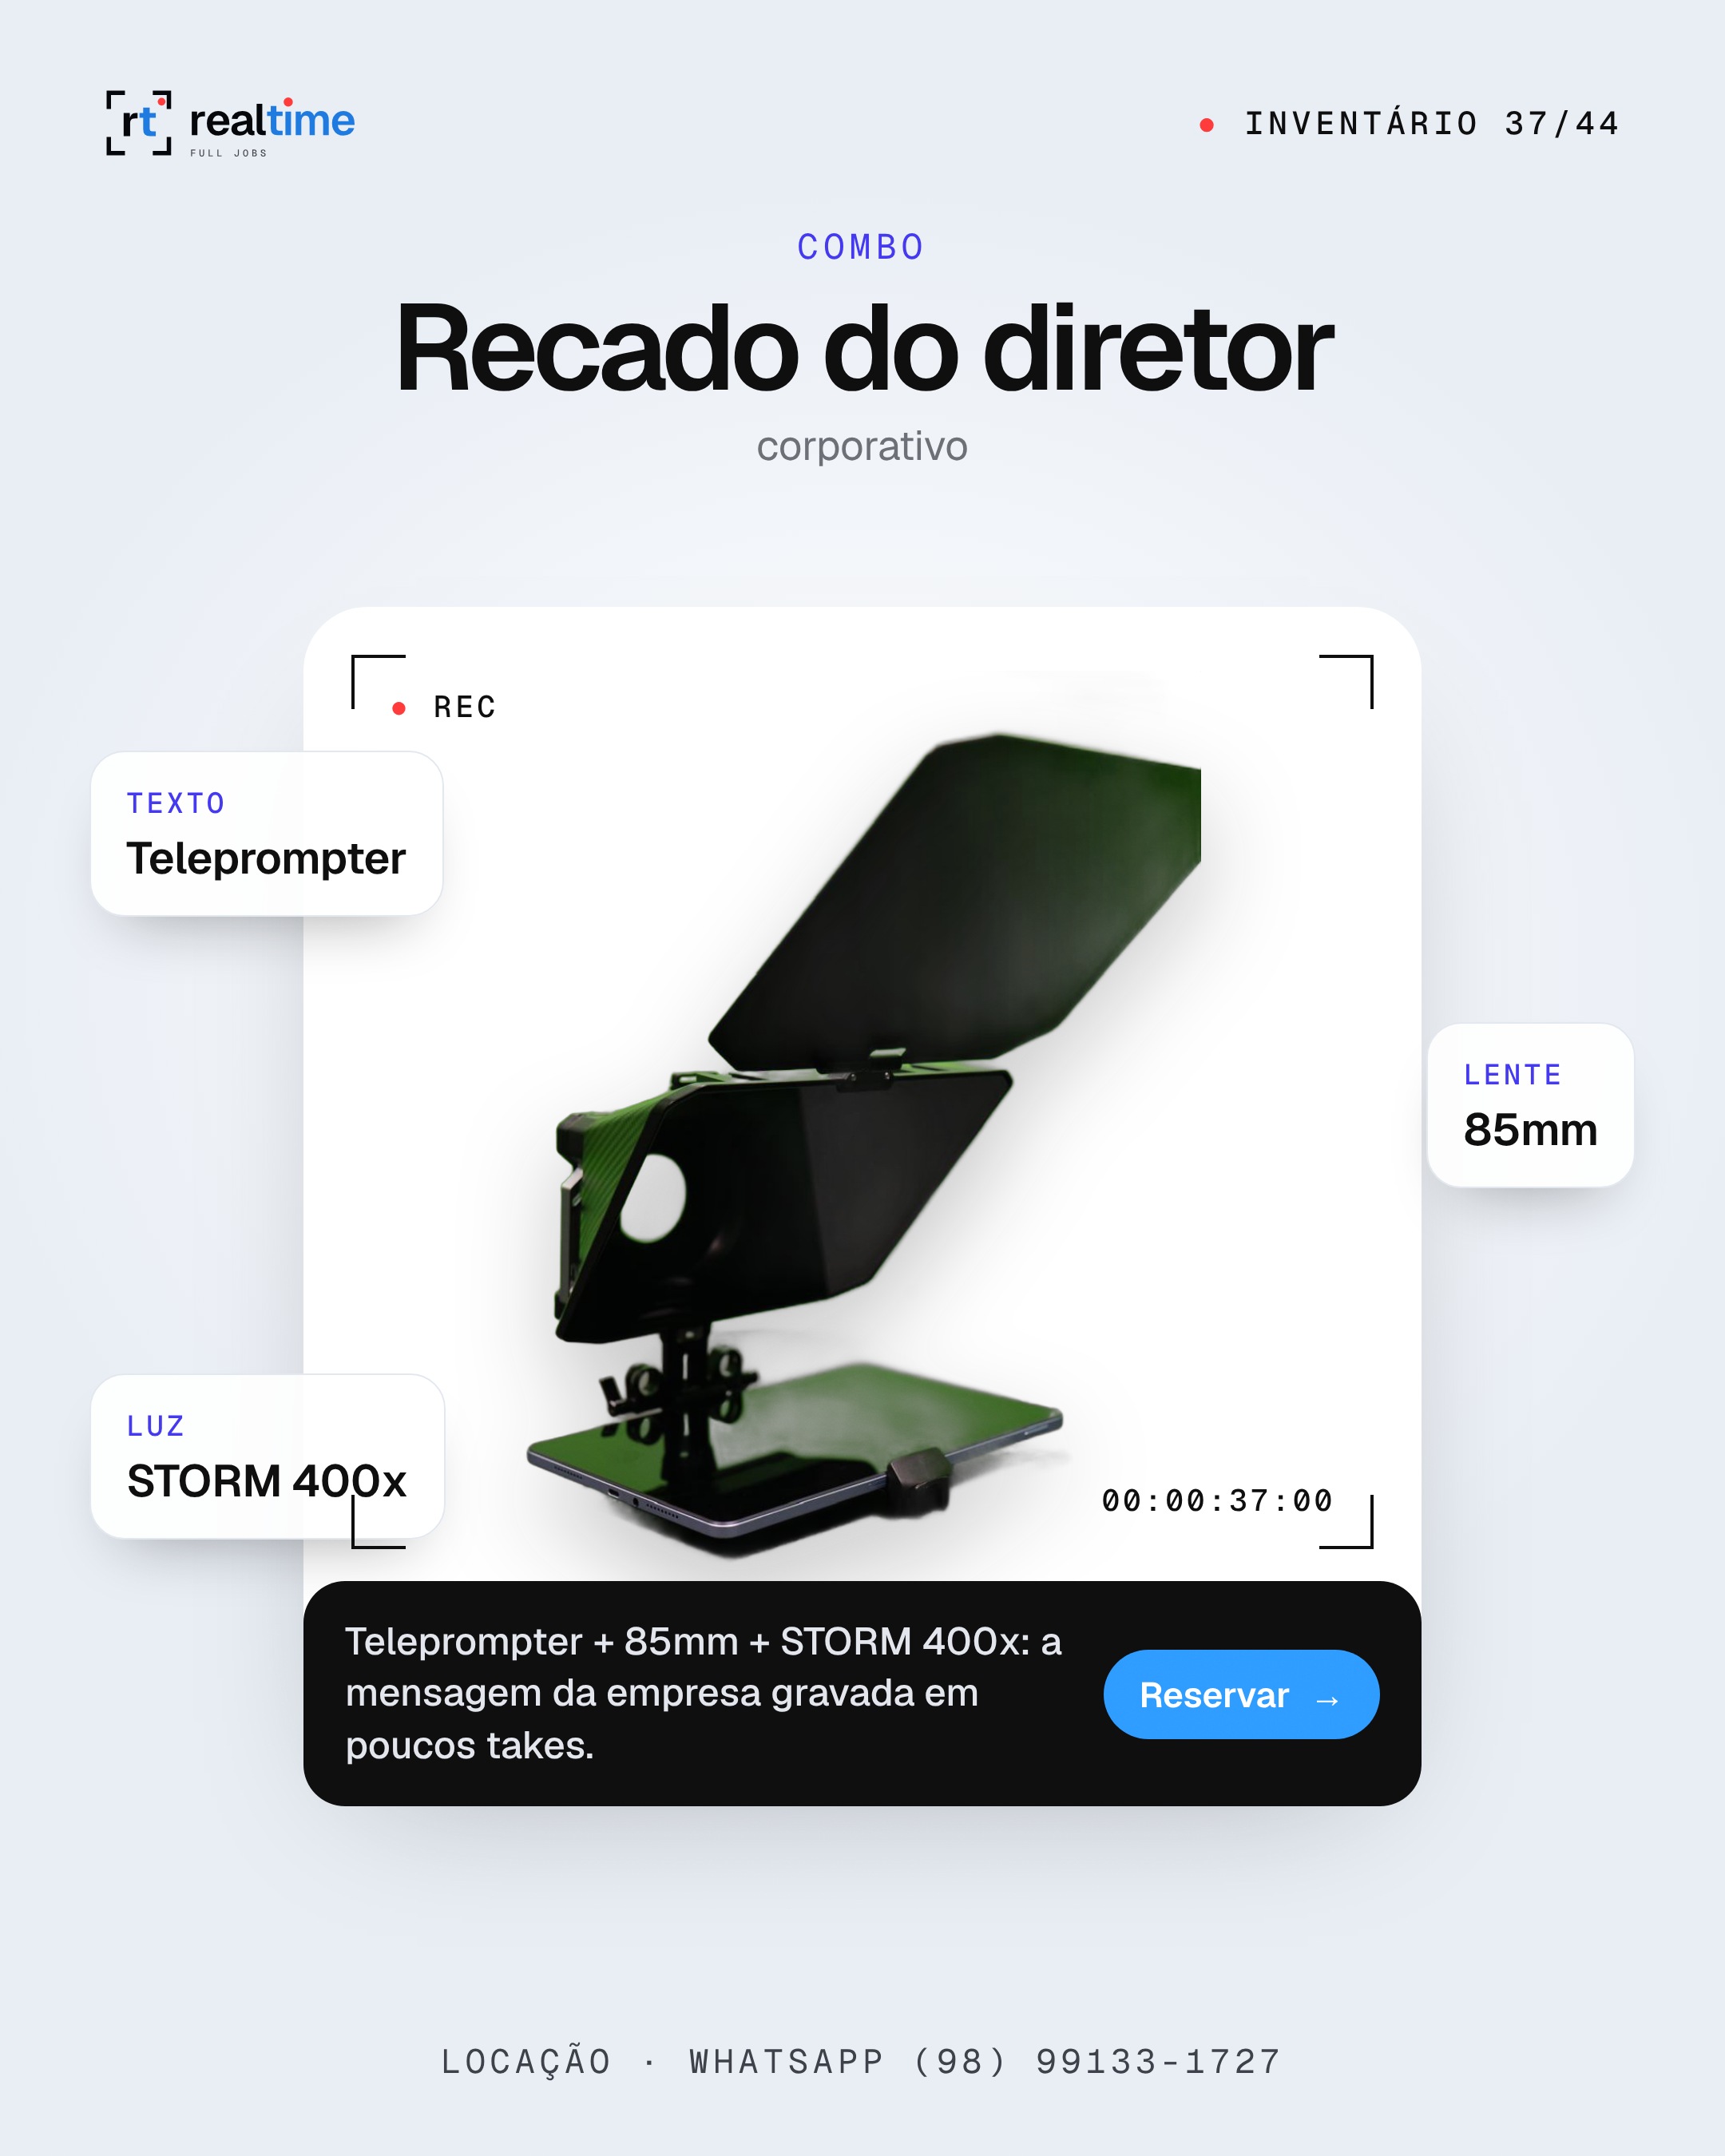 rt realtime
FULL JOBS
INVENTÁRIO 37/44
COMBO
Recado do diretor
corporativo
REC
TEXTO
Teleprompter
LENTE
85mm
LUZ
STORM 400x
00:00:37:00
Teleprompter + 85mm + STORM 400x: a
mensagem da empresa gravada em
poucos takes.
Reservar →
LOCAÇÃO · WHATSAPP (98) 99133-1727